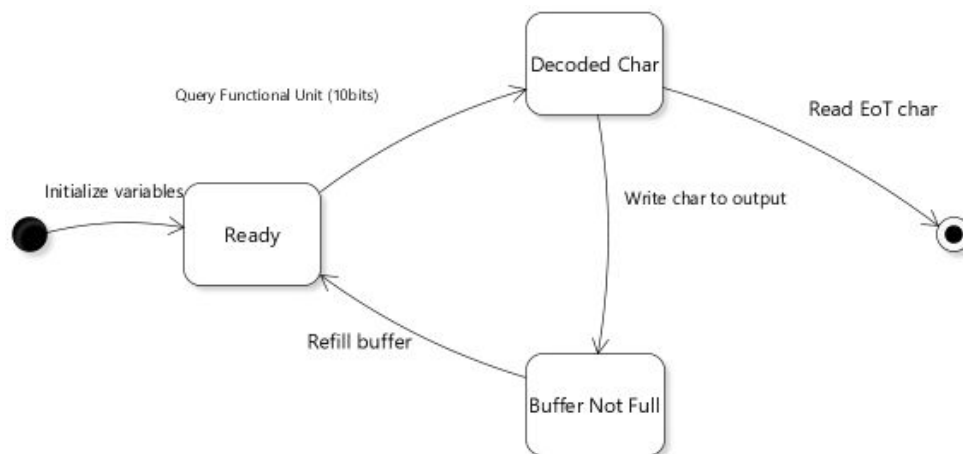 Decoded Char
Query Functional Unit (10bits)
Read EoT char
Initialize variables
Write char to output
Ready
Refill buffer
Buffer Not Full